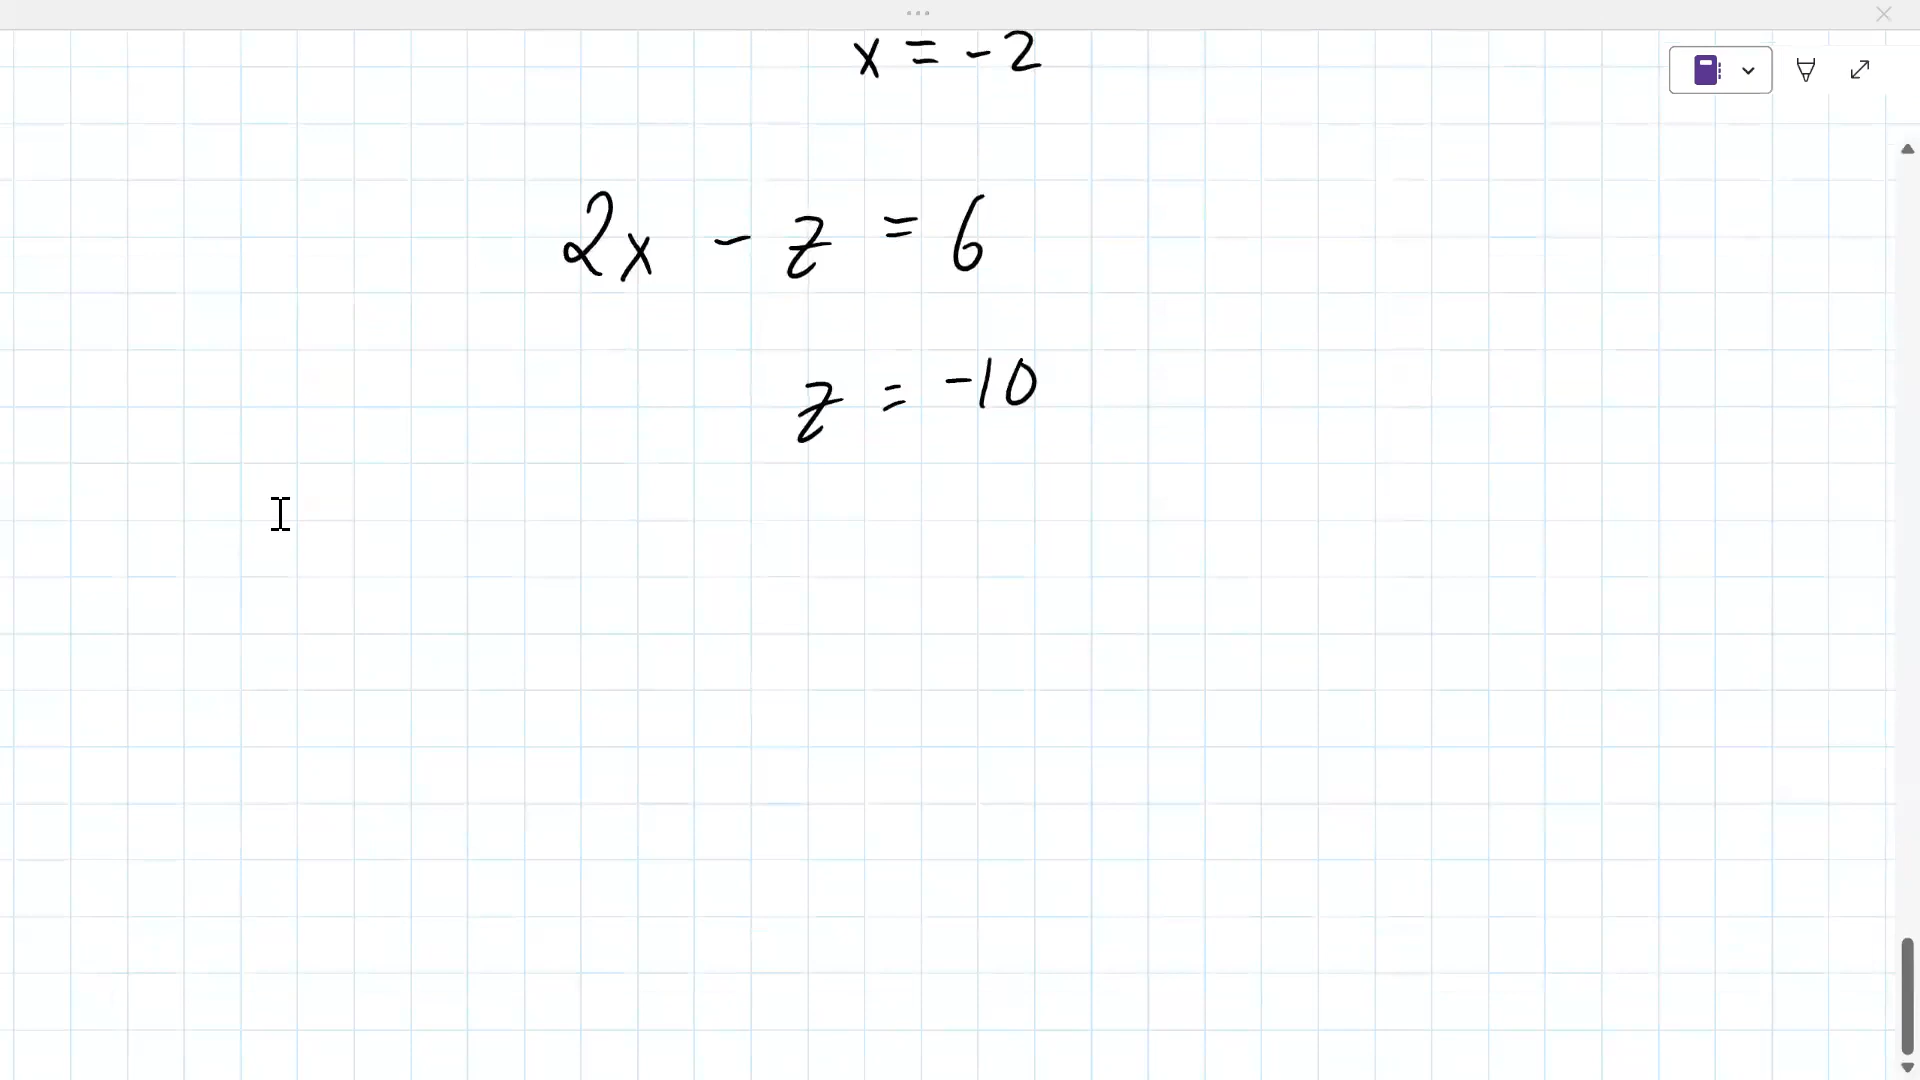 x = -2
2x - z = 6
z = -10